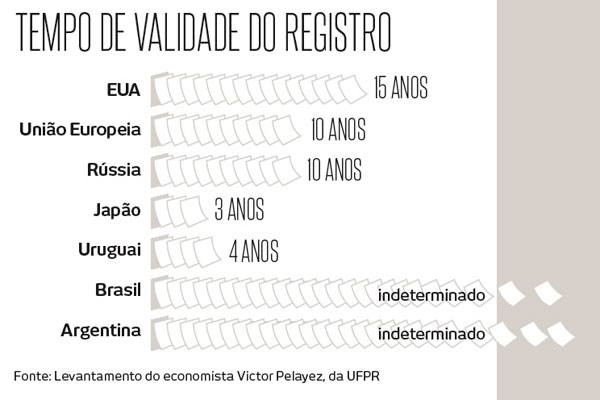 TEMPO DE VALIDADE DO REGISTRO
EUA 15 ANOS
União Europeia 10 ANOS
Rússia 10 ANOS
Japão 3 ANOS
Uruguai 4 ANOS
Brasil indeterminado
Argentina indeterminado
Fonte: Levantamento do economista Victor Pelayez, da UFPR